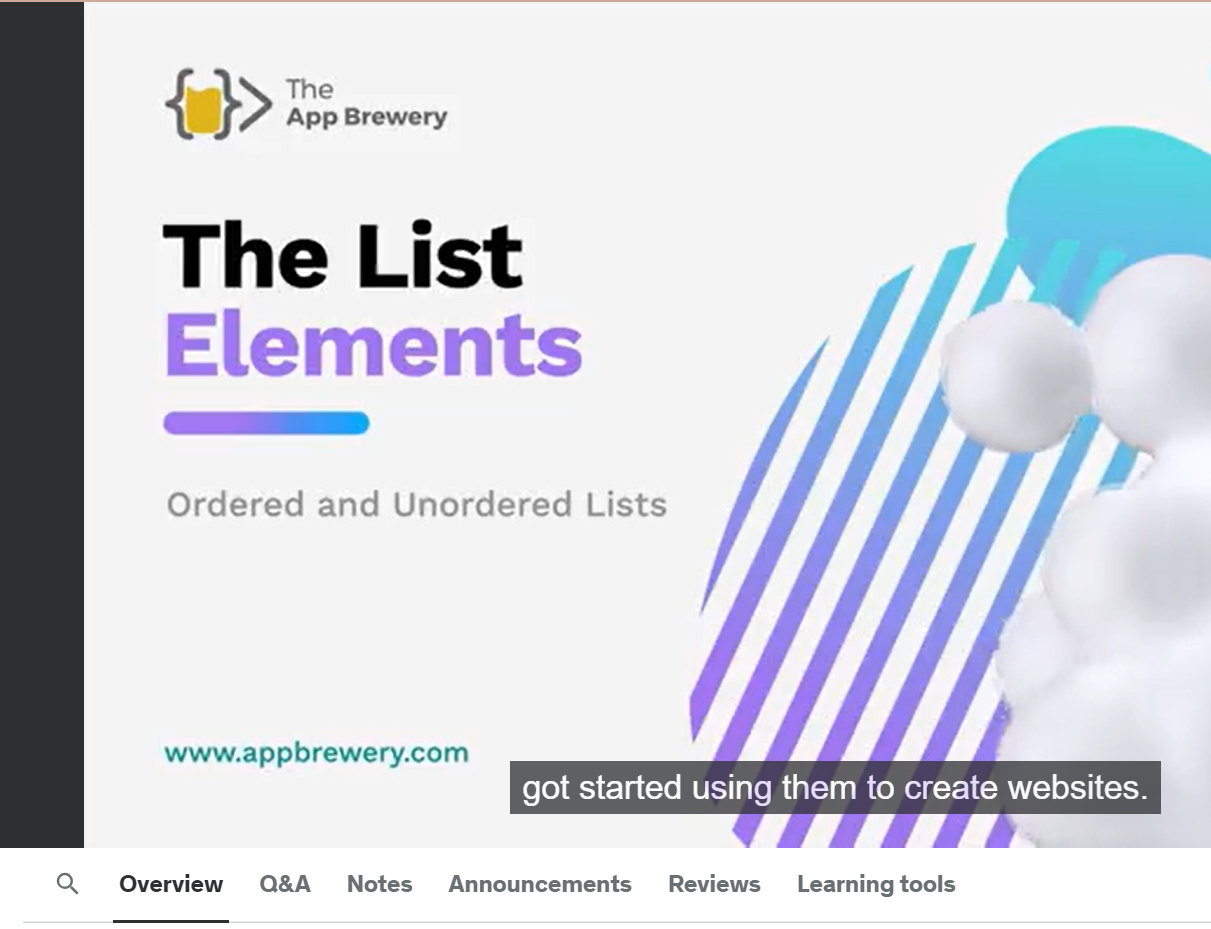 The
App Brewery
The List
Elements
Ordered and Unordered Lists
www.appbrewery.com
got started using them to create websites.
Overview Q&A Notes Announcements Reviews Learning tools